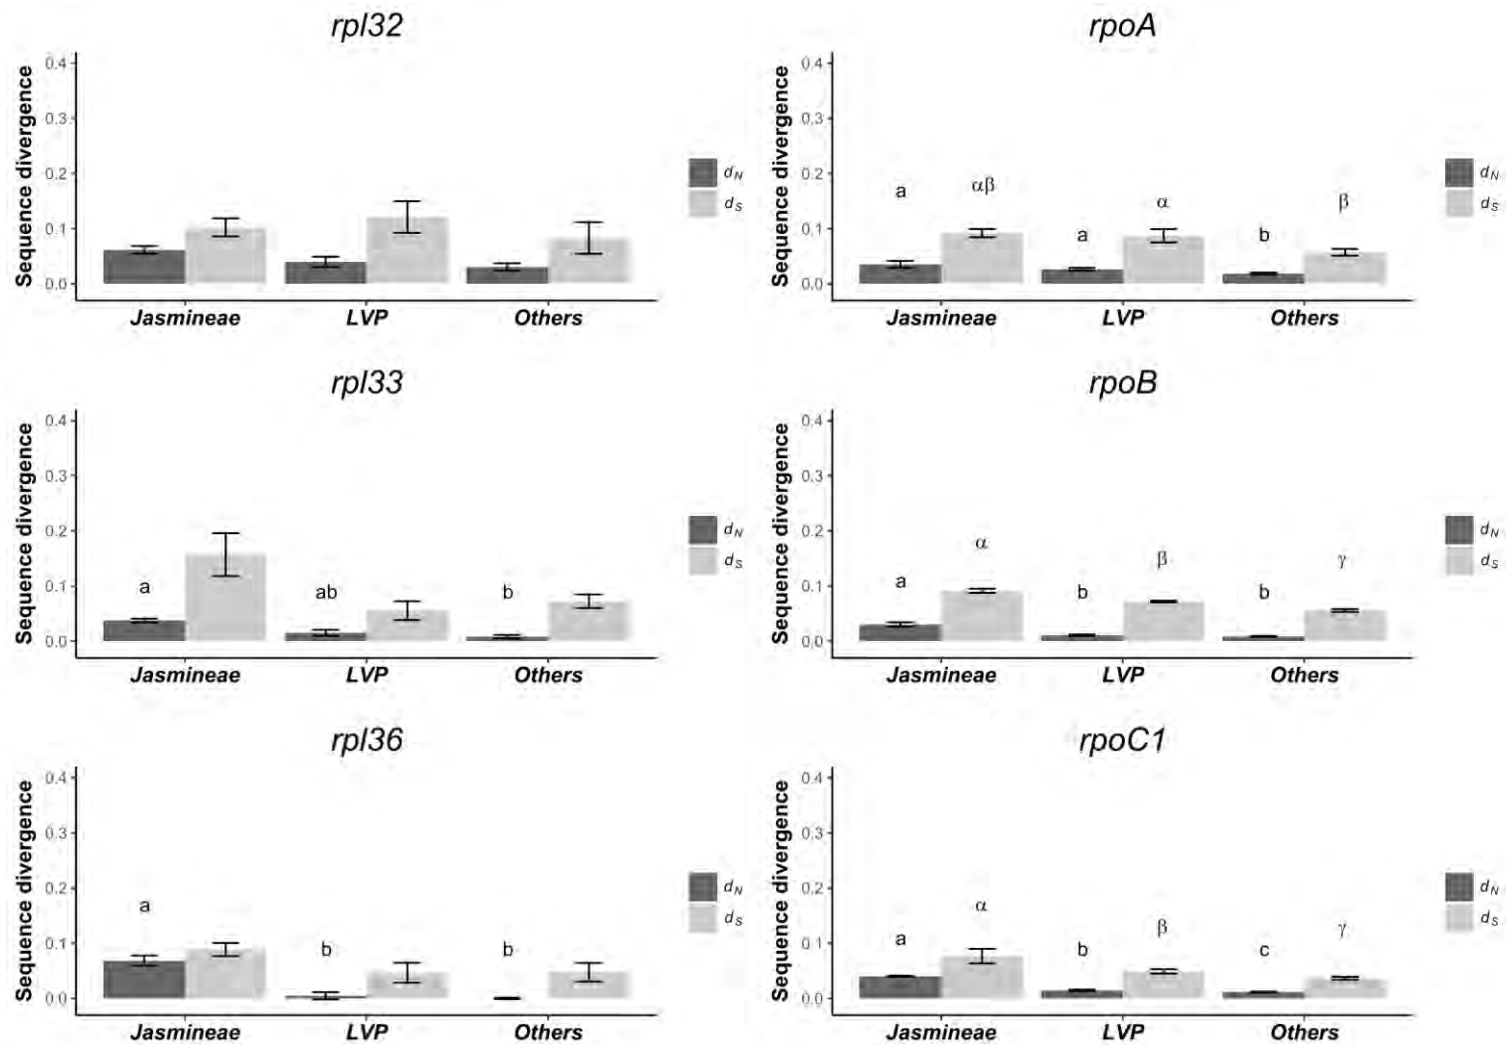 rpl32
Sequence divergence
0.4
0.3
0.2
0.1
0.0
Jasmineae LVP Others
dN
dS
rpoA
Sequence divergence
0.4
0.3
0.2
0.1
0.0
a αβ a α b β
Jasmineae LVP Others
dN
dS
rpl33
Sequence divergence
0.4
0.3
0.2
0.1
0.0
a ab b
Jasmineae LVP Others
dN
dS
rpoB
Sequence divergence
0.4
0.3
0.2
0.1
0.0
a α b β b γ
Jasmineae LVP Others
dN
dS
rpl36
Sequence divergence
0.4
0.3
0.2
0.1
0.0
a b b
Jasmineae LVP Others
dN
dS
rpoC1
Sequence divergence
0.4
0.3
0.2
0.1
0.0
a α b β c γ
Jasmineae LVP Others
dN
dS